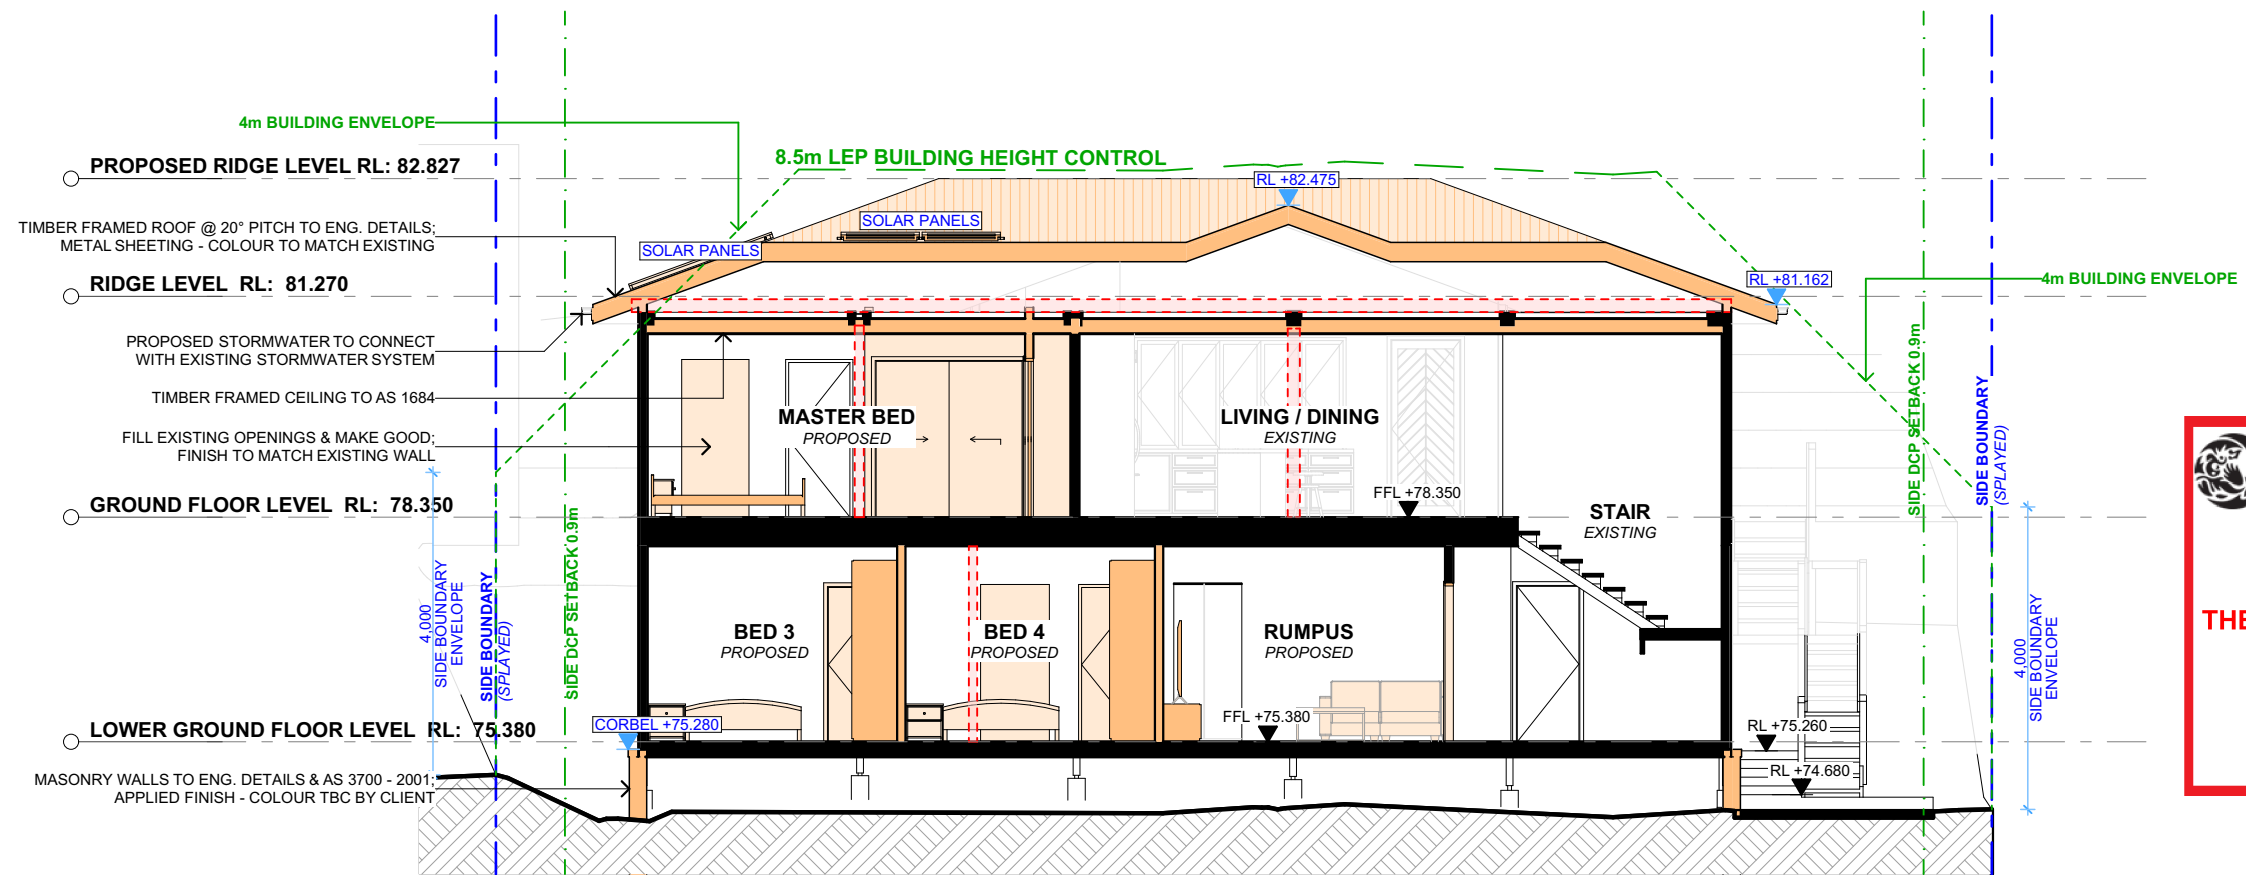 4m BUILDING ENVELOPE
8.5m LEP BUILDING HEIGHT CONTROL
PROPOSED RIDGE LEVEL RL: 82.827
RL +82.475
TIMBER FRAMED ROOF @ 20° PITCH TO ENG. DETAILS;
METAL SHEETING - COLOUR TO MATCH EXISTING
SOLAR PANELS
SOLAR PANELS
RIDGE LEVEL RL: 81.270
RL +81.162
4m BUILDING ENVELOPE
PROPOSED STORMWATER TO CONNECT
WITH EXISTING STORMWATER SYSTEM
TIMBER FRAMED CEILING TO AS 1684
FILL EXISTING OPENINGS & MAKE GOOD;
FINISH TO MATCH EXISTING WALL
MASTER BED
PROPOSED
LIVING / DINING
EXISTING
SIDE DCP SETBACK 0.9m
SIDE BOUNDARY
(SPLAYED)
GROUND FLOOR LEVEL RL: 78.350
FFL +78.350
STAIR
EXISTING
4,000
SIDE BOUNDARY
ENVELOPE
SIDE BOUNDARY
(SPLAYED)
SIDE DCP SETBACK 0.9m
BED 3
PROPOSED
BED 4
PROPOSED
RUMPUS
PROPOSED
4,000
SIDE BOUNDARY
ENVELOPE
THE
LOWER GROUND FLOOR LEVEL RL: 75.380
CORBEL +75.280
FFL +75.380
RL +75.260
RL +74.680
MASONRY WALLS TO ENG. DETAILS & AS 3700 - 2001;
APPLIED FINISH - COLOUR TBC BY CLIENT